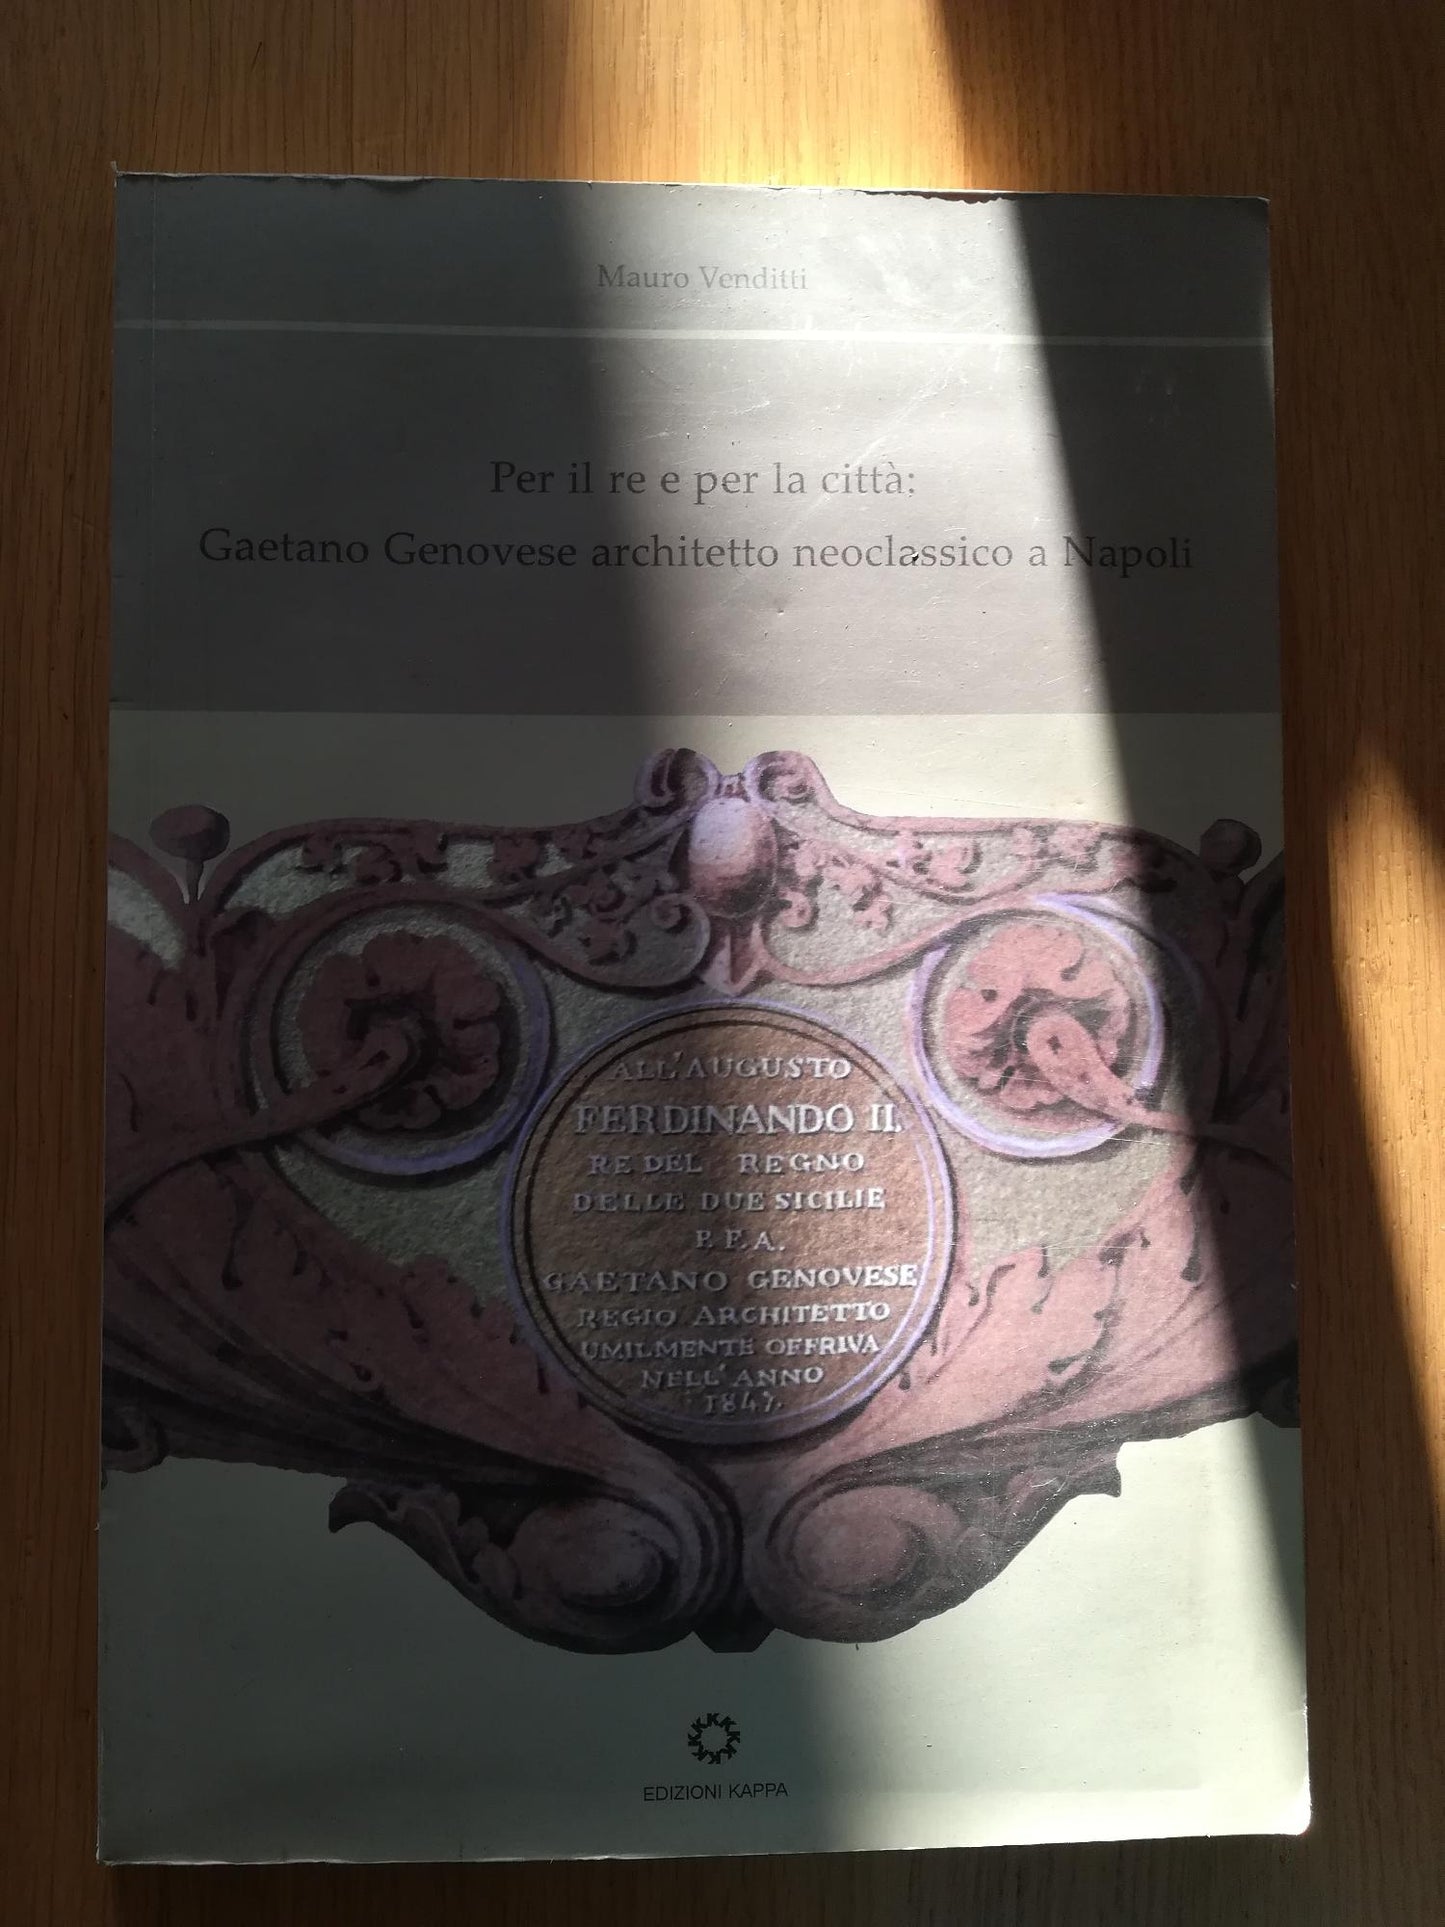 Mauro Venditti
Per il re e per la città:
Gaetano Genovese architetto neoclassico a Napoli
ALL'AUGUSTO
FERDINANDO II.
RE DEL REGNO
DELLE DUE SICILIE
P. F. A.
GAETANO GENOVESE
REGIO ARCHITETTO
UMILMENTE OFFRIVA
NELL'ANNO
1847.
EDIZIONI KAPPA